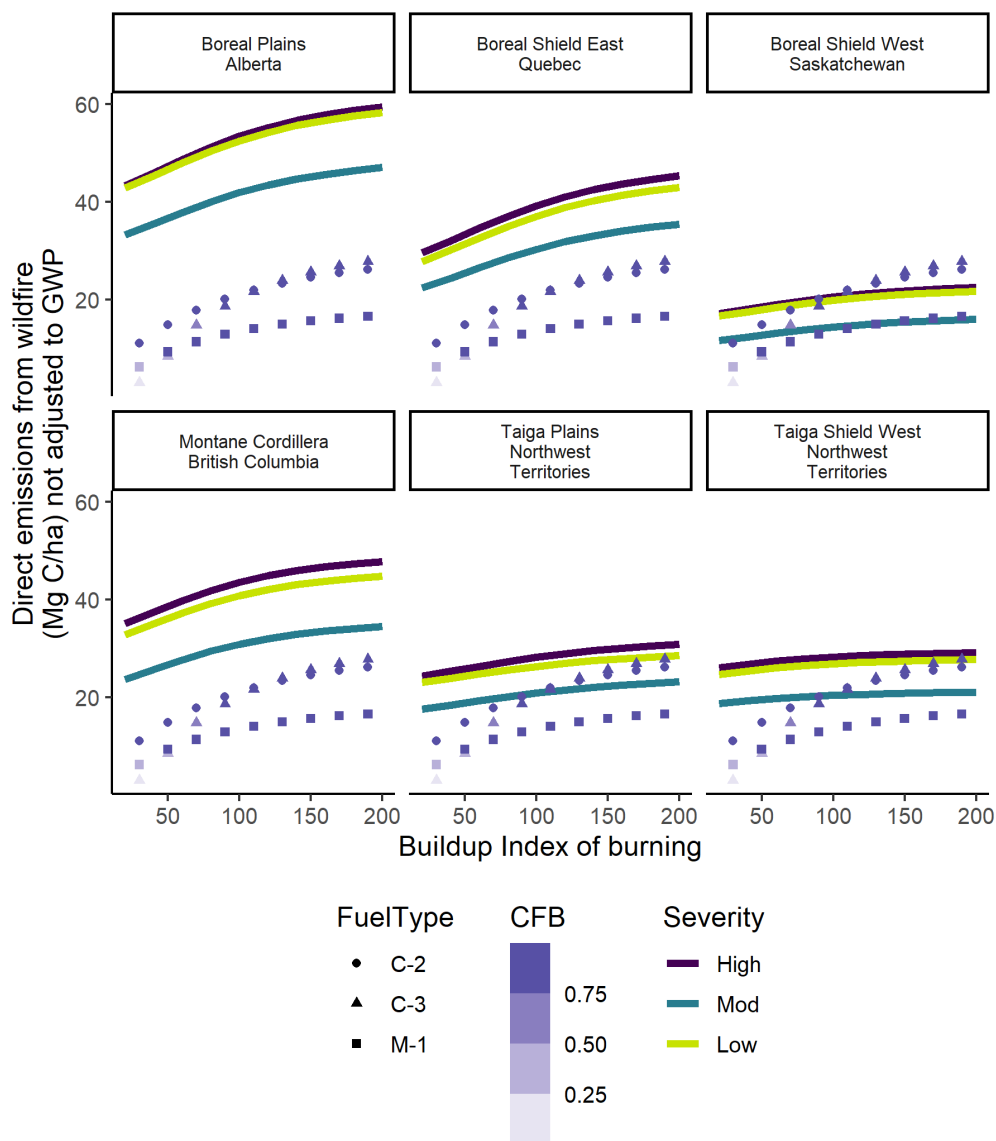 Boreal Plains
Alberta
Boreal Shield East
Quebec
Boreal Shield West
Saskatchewan
60
40
20
Montane Cordillera
British Columbia
Taiga Plains
Northwest
Territories
Taiga Shield West
Northwest
Territories
60
40
20
Direct emissions from wildfire
(Mg C/ha) not adjusted to GWP
50 100 150 200
50 100 150 200
50 100 150 200
Buildup Index of burning
FuelType
C-2
C-3
M-1
CFB
0.75
0.50
0.25
Severity
High
Mod
Low